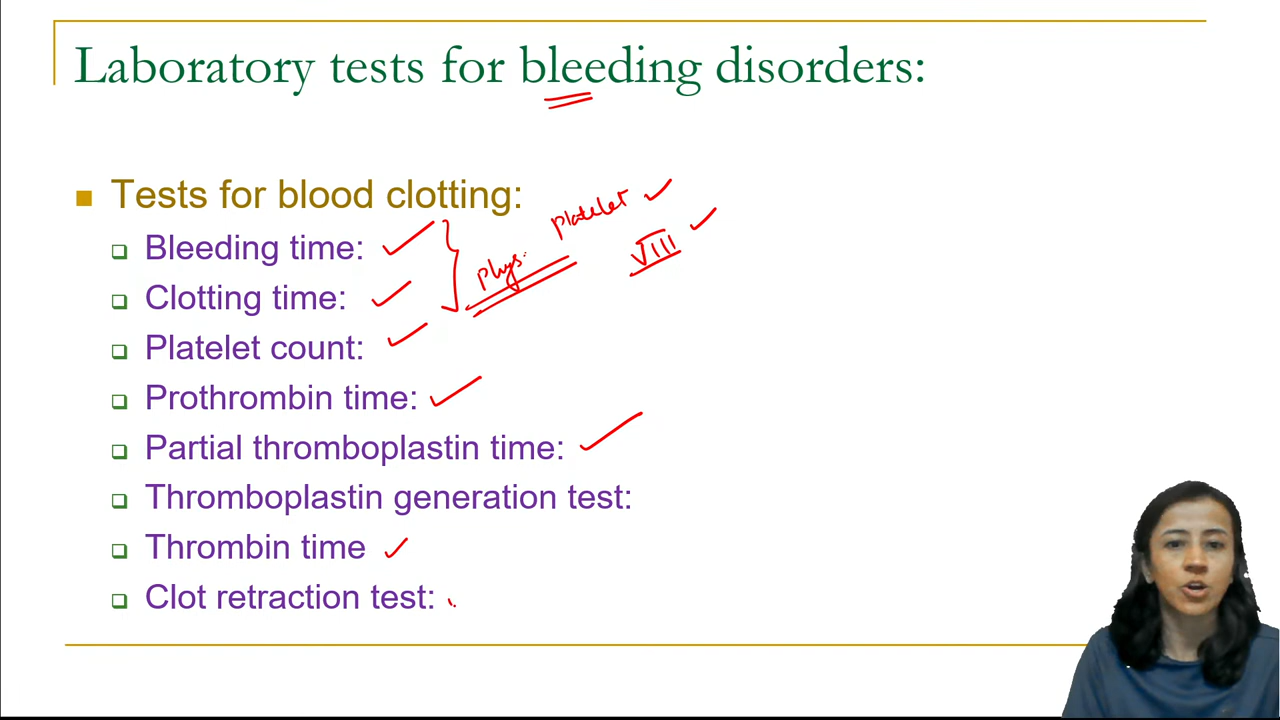 Laboratory tests for bleeding disorders:
Tests for blood clotting:
Bleeding time:
Clotting time:
Platelet count:
Prothrombin time:
Partial thromboplastin time:
Thromboplastin generation test:
Thrombin time
Clot retraction test:
phys.
platelet
VIII